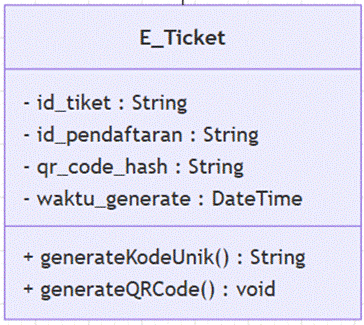 E_Ticket
- id_tiket : String
- id_pendaftaran : String
- qr_code_hash : String
- waktu_generate : DateTime
+ generateKodeUnik() : String
+ generateQRCode() : void